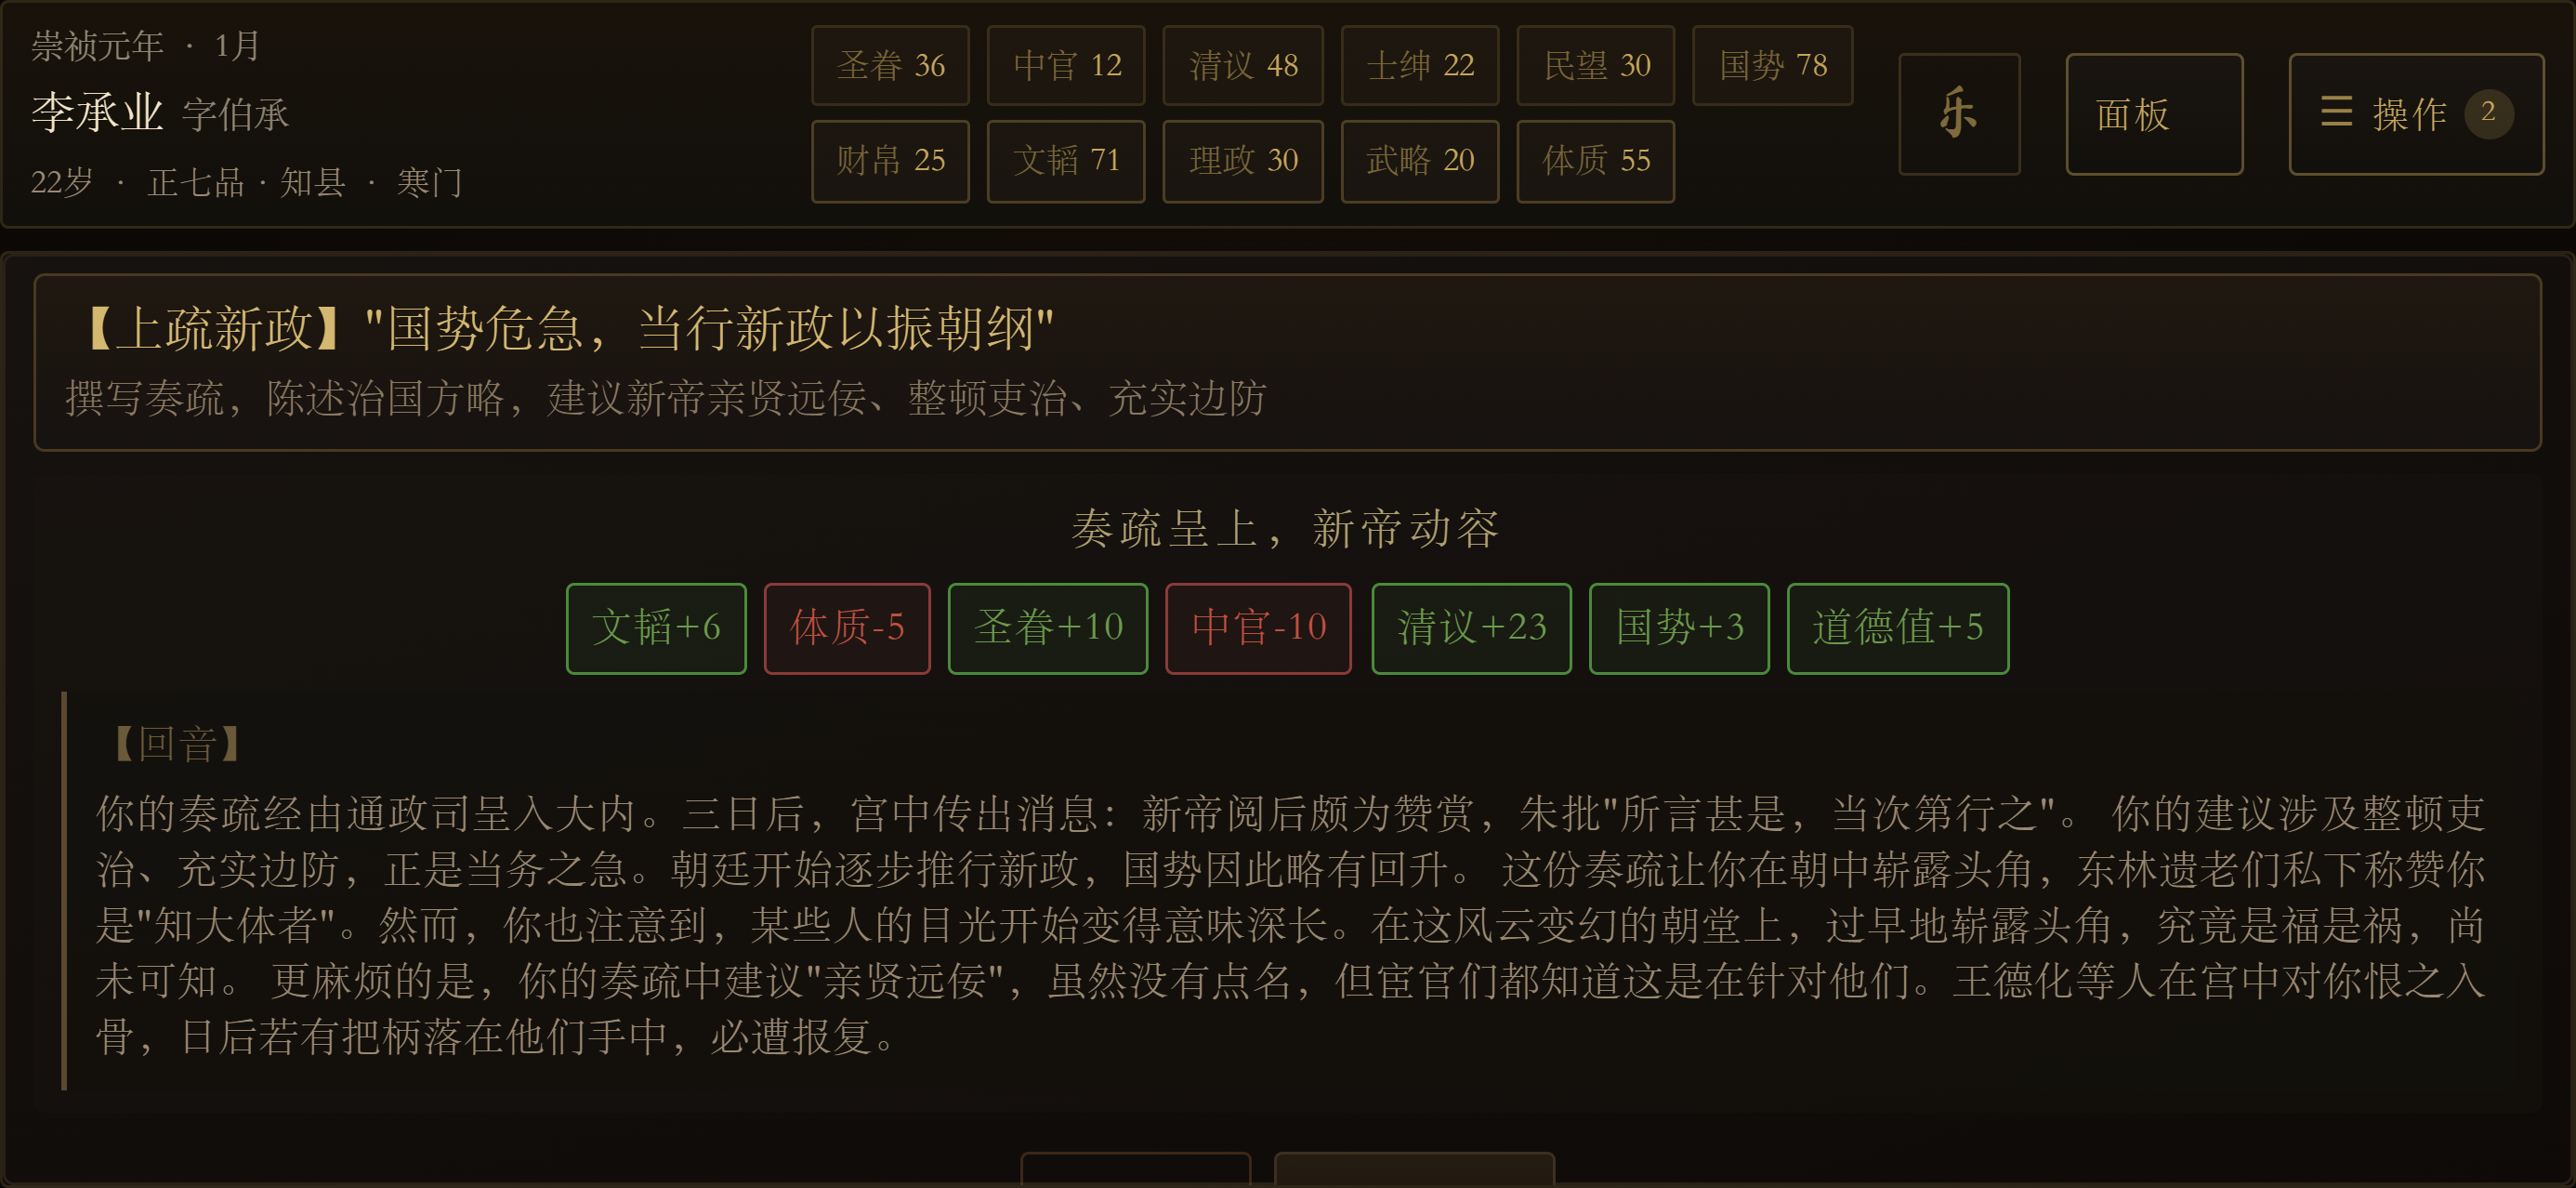 崇祯元年 · 1月
李承业 字伯承
22岁 · 正七品 · 知县 · 寒门
圣眷 36 中官 12 清议 48 士绅 22 民望 30 国势 78
财帛 25 文韬 71 理政 30 武略 20 体质 55
乐
面板
☰ 操作 2
【上疏新政】"国势危急，当行新政以振朝纲"
撰写奏疏，陈述治国方略，建议新帝亲贤远佞、整顿吏治、充实边防
奏疏呈上，新帝动容
文韬+6 体质-5 圣眷+10 中官-10 清议+23 国势+3 道德值+5
【回音】
你的奏疏经由通政司呈入大内。三日后，宫中传出消息：新帝阅后颇为赞赏，朱批"所言甚是，当次第行之"。 你的建议涉及整顿吏
治、充实边防，正是当务之急。朝廷开始逐步推行新政，国势因此略有回升。 这份奏疏让你在朝中崭露头角，东林遗老们私下称赞你
是"知大体者"。然而，你也注意到，某些人的目光开始变得意味深长。在这风云变幻的朝堂上，过早地崭露头角，究竟是福是祸，尚
未可知。 更麻烦的是，你的奏疏中建议"亲贤远佞"，虽然没有点名，但宦官们都知道这是在针对他们。王德化等人在宫中对你恨之入
骨，日后若有把柄落在他们手中，必遭报复。